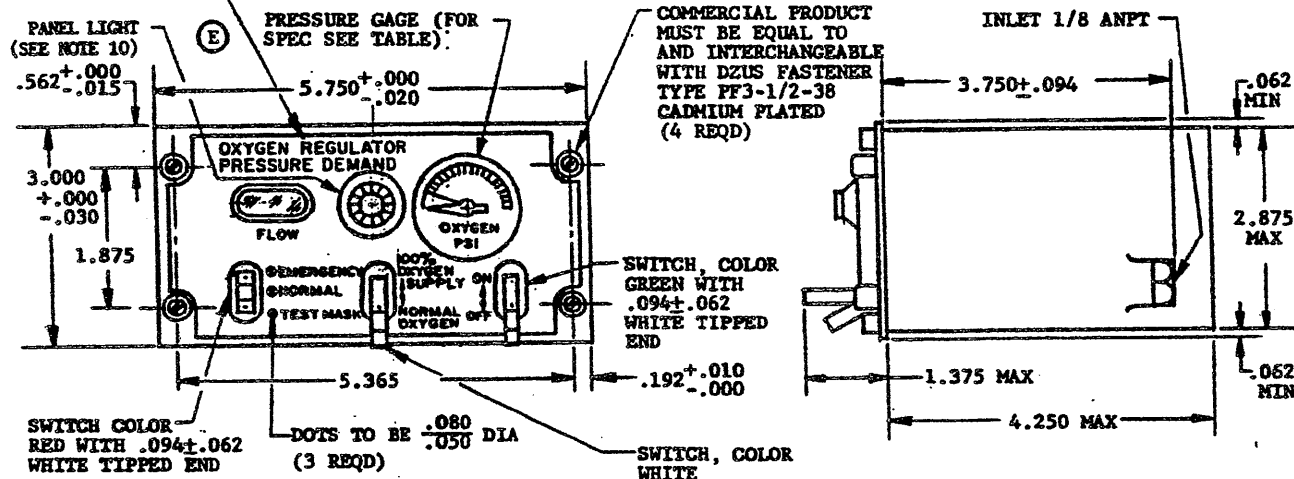 PANEL LIGHT
(SEE NOTE 10)
E
PRESSURE GAGE (FOR
SPEC SEE TABLE)
COMMERCIAL PRODUCT
MUST BE EQUAL TO
AND INTERCHANGEABLE
WITH DZUS FASTENER
TYPE PF3-1/2-38
CADMIUM PLATED
(4 REQD)
INLET 1/8 ANPT
.562 +.000
-.015
5.750 +.000
-.020
3.750±.094
.062
MIN
OXYGEN REGULATOR
PRESSURE DEMAND
3.000
+.000
-.030
1.875
FLOW
OXYGEN
PSI
2.875
MAX
EMERGENCY
NORMAL
TEST MASK
100%
OXYGEN
SUPPLY
NORMAL
OXYGEN
ON
OFF
SWITCH, COLOR
GREEN WITH
.094±.062
WHITE TIPPED
END
5.365
.192 +.010
-.000
1.375 MAX
.062
MIN
4.250 MAX
SWITCH COLOR
RED WITH .094±.062
WHITE TIPPED END
DOTS TO BE .080
.050 DIA
(3 REQD)
SWITCH, COLOR
WHITE